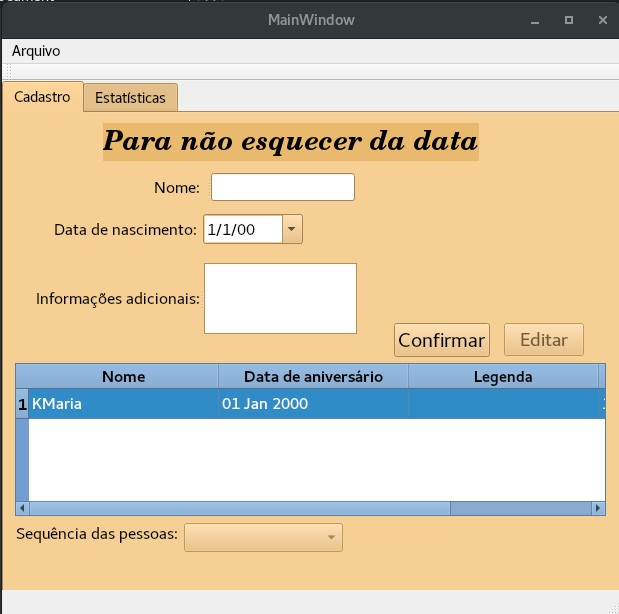 MainWindow
Arquivo
Cadastro Estatísticas
Para não esquecer da data
Nome:
Data de nascimento: 1/1/00
Informações adicionais:
Confirmar Editar
Nome Data de aniversário Legenda
1 KMaria 01 Jan 2000
Sequência das pessoas: